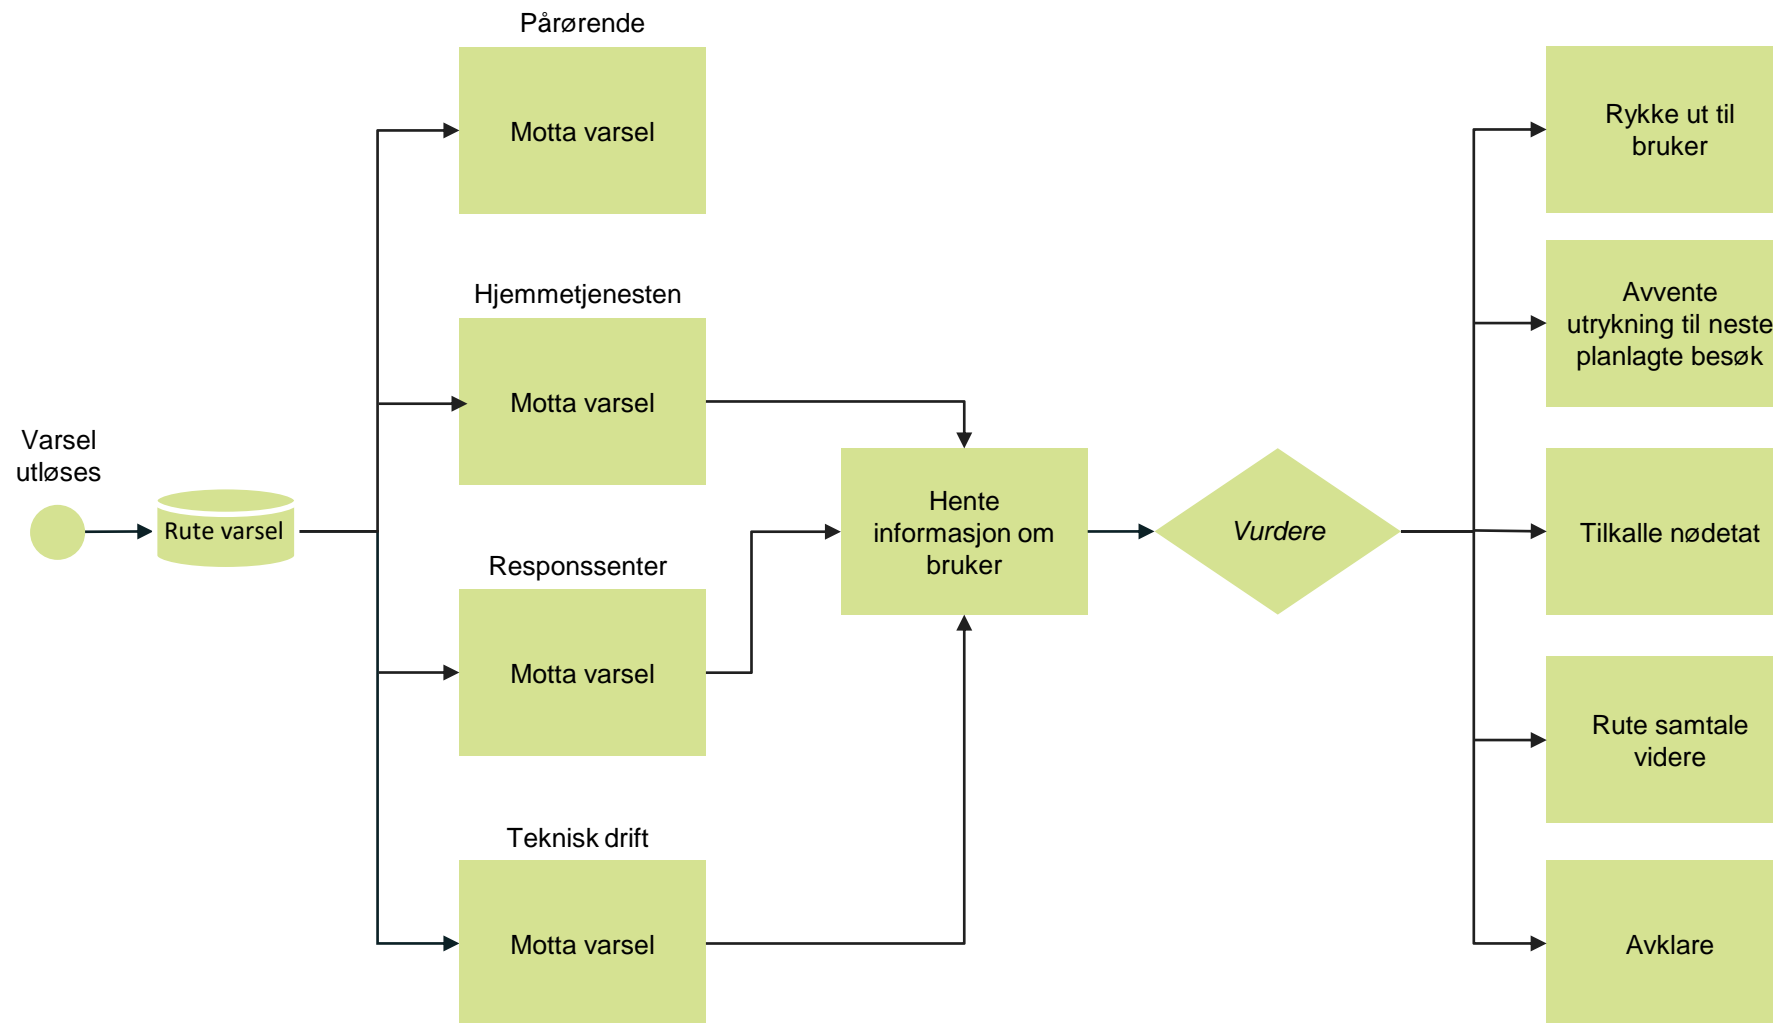 Pårørende
Motta varsel
Hjemmetjenesten
Motta varsel
Varsel
utløses
Rute varsel
Responssenter
Motta varsel
Teknisk drift
Motta varsel
Hente
informasjon om
bruker
Vurdere
Rykke ut til
bruker
Avvente
utrykning til neste
planlagte besøk
Tilkalle nødetat
Rute samtale
videre
Avklare